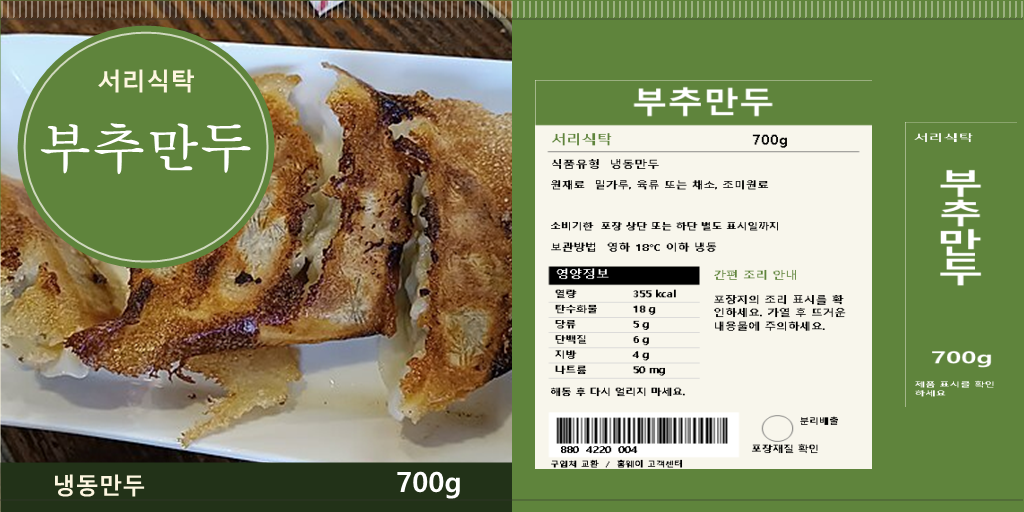 서리식탁
부추만두
냉동만두
700g
부추만두
서리식탁
700g
식품유형 냉동만두
원재료 밀가루, 육류 또는 채소, 조미원료
소비기한 포장 상단 또는 하단 별도 표시일까지
보관방법 영하 18℃ 이하 냉동
영양정보
열량 355 kcal
탄수화물 18 g
당류 5 g
단백질 6 g
지방 4 g
나트륨 50 mg
간편 조리 안내
포장지의 조리 표시를 확
인하세요. 가열 후 뜨거운
내용물에 주의하세요.
해동 후 다시 얼리지 마세요.
880 4220 004
분리배출
포장재질 확인
구입처 교환 / 홈웨이 고객센터
서리식탁
부추만두
700g
제품 표시를 확인
하세요